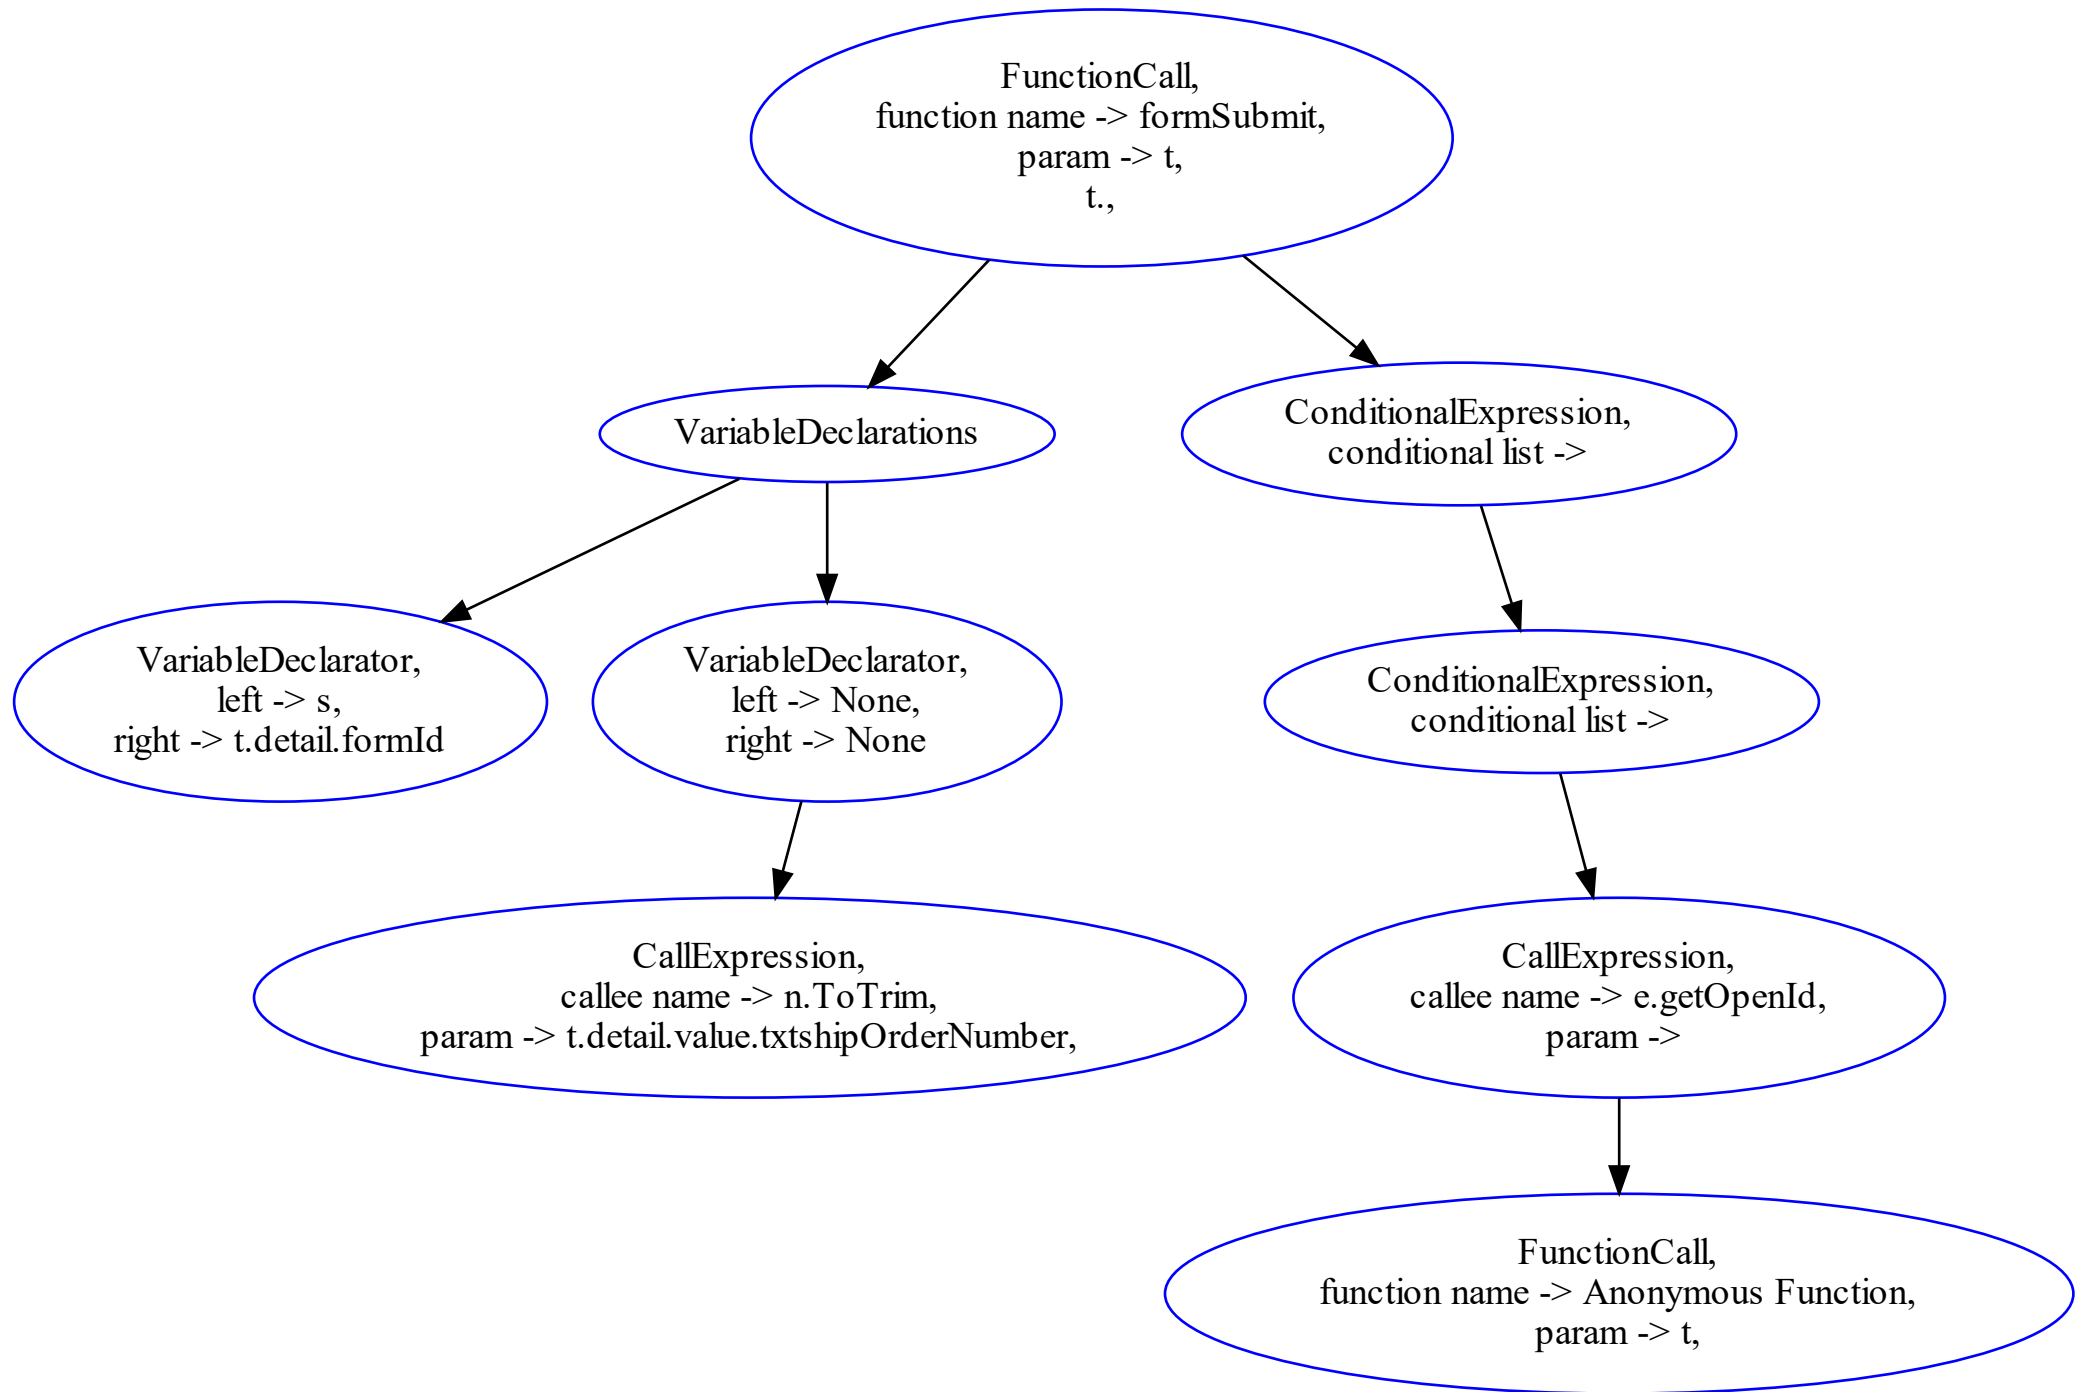 FunctionCall,
function name -> formSubmit,
param -> t,
t.,
VariableDeclarations
ConditionalExpression,
conditional list ->
VariableDeclarator,
left -> s,
right -> t.detail.formId
VariableDeclarator,
left -> None,
right -> None
ConditionalExpression,
conditional list ->
CallExpression,
callee name -> n.ToTrim,
param -> t.detail.value.txtshipOrderNumber,
CallExpression,
callee name -> e.getOpenId,
param ->
FunctionCall,
function name -> Anonymous Function,
param -> t,